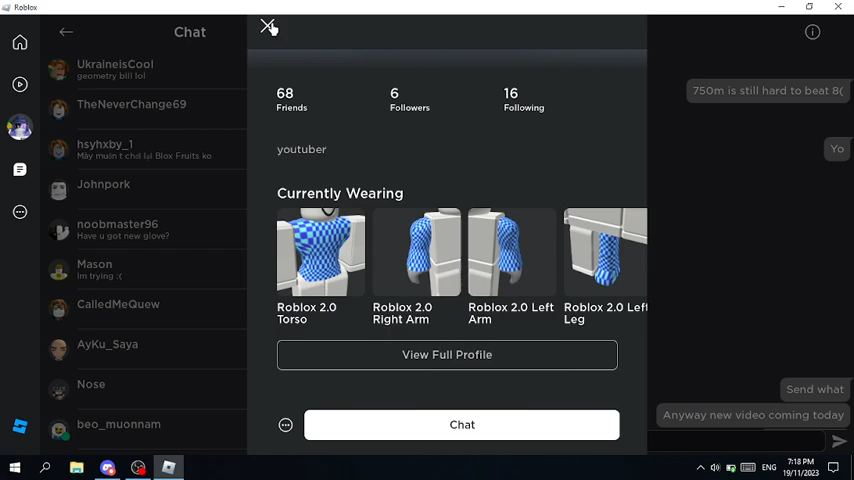 Roblox
Chat
UkraineisCool
geometry bill lol
TheNeverChange69
hsyhxby_1
Mày muốn t chơi lại Blox Fruits ko
Johnpork
noobmaster96
Have u got new glove?
Mason
Im trying :(
CalledMeQuew
AyKu_Saya
Nose
beo_muonnam
68
Friends
6
Followers
16
Following
youtuber
Currently Wearing
Roblox 2.0
Torso
Roblox 2.0
Right Arm
Roblox 2.0 Left
Arm
Roblox 2.0 Left
Leg
View Full Profile
Chat
750m is still hard to beat 8(
Yo
Send what
Anyway new video coming today
ENG
7:18 PM
19/11/2023